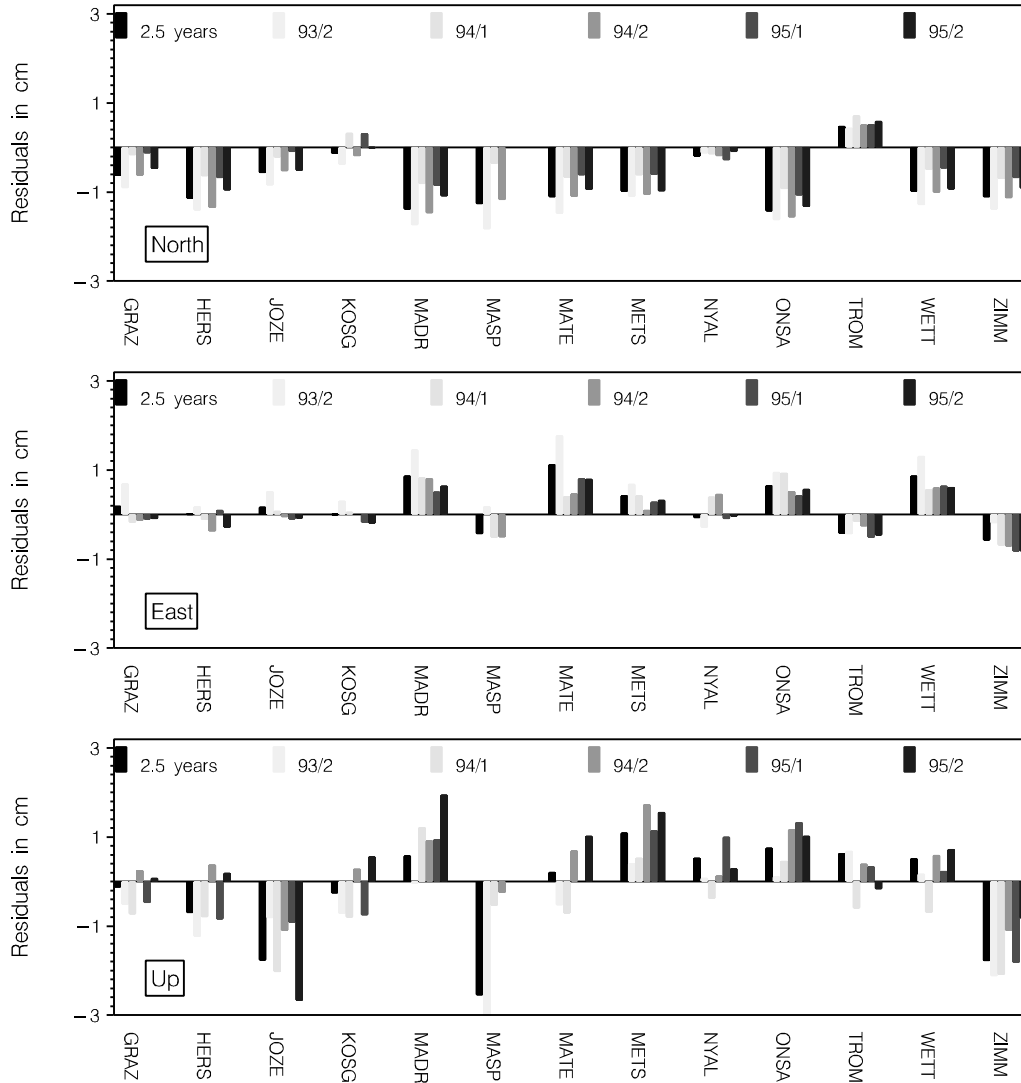 3
2.5 years 93/2 94/1 94/2 95/1 95/2
1
−1
−3
Residuals in cm
North
GRAZ HERS JOZE KOSG MADR MASP MATE METS NYAL ONSA TROM WETT ZIMM
3
2.5 years 93/2 94/1 94/2 95/1 95/2
1
−1
−3
Residuals in cm
East
GRAZ HERS JOZE KOSG MADR MASP MATE METS NYAL ONSA TROM WETT ZIMM
3
2.5 years 93/2 94/1 94/2 95/1 95/2
1
−1
−3
Residuals in cm
Up
GRAZ HERS JOZE KOSG MADR MASP MATE METS NYAL ONSA TROM WETT ZIMM